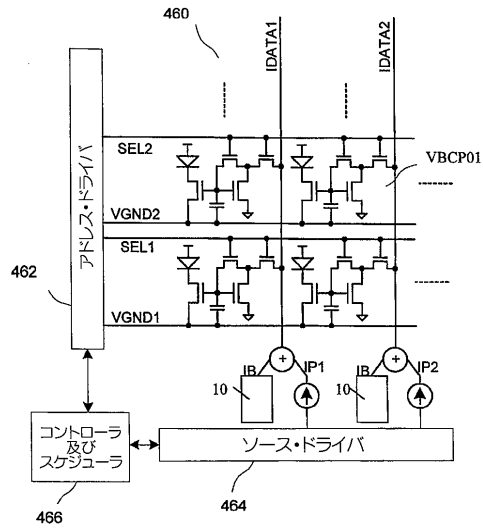 460
IDATA1
IDATA2
SEL2
VBCP01
VGND2
SEL1
VGND1
アドレス・ドライバ
462
IB
IP1
IB
IP2
10
10
コントローラ
及び
スケジューラ
ソース・ドライバ
466
464